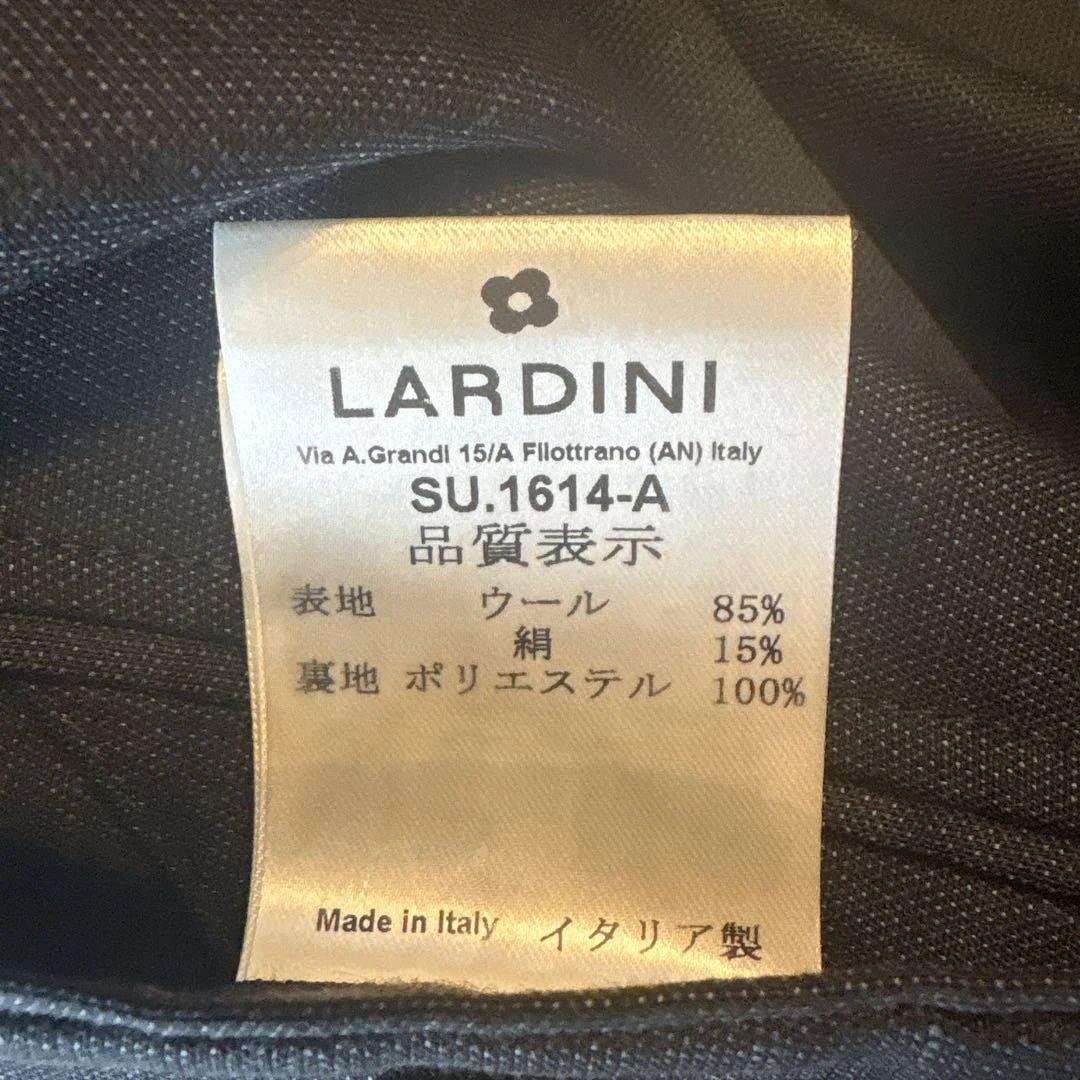 LARDINI
Via A.Grandi 15/A Filottrano (AN) Italy
SU.1614-A
品質表示
表地 ウール 85%
絹 15%
裏地 ポリエステル 100%
Made in Italy イタリア製